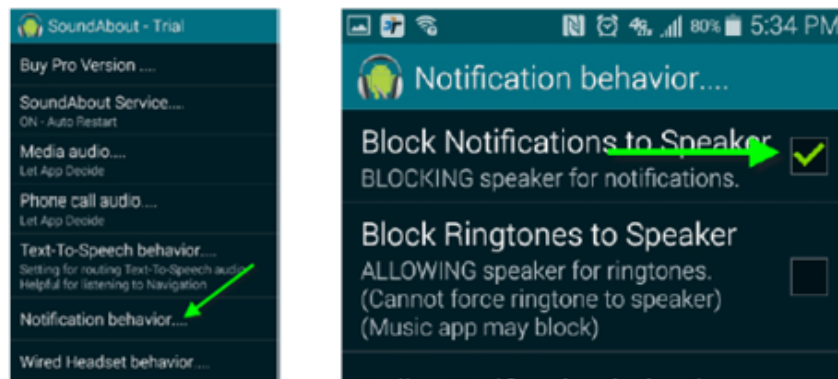 SoundAbout - Trial
Buy Pro Version ....
SoundAbout Service....
ON - Auto Restart
Media audio....
Let App Decide
Phone call audio....
Let App Decide
Text-To-Speech behavior....
Setting for routing Text-To-Speech audio
Helpful for listening to Navigation
Notification behavior....
Wired Headset behavior....
80% 5:34 PM
Notification behavior....
Block Notifications to Speaker
BLOCKING speaker for notifications.
Block Ringtones to Speaker
ALLOWING speaker for ringtones.
(Cannot force ringtone to speaker)
(Music app may block)